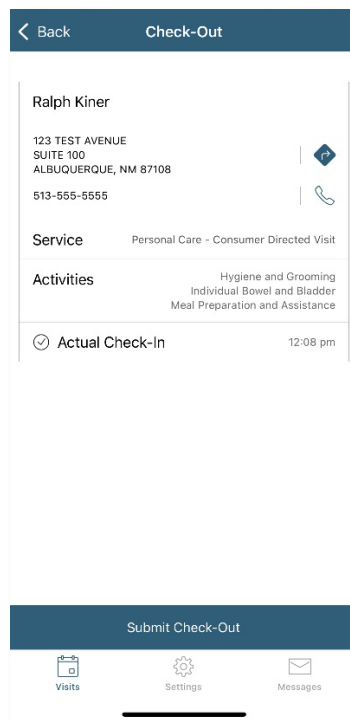 Back
Check-Out
Ralph Kiner
123 TEST AVENUE
SUITE 100
ALBUQUERQUE, NM 87108
513-555-5555
Service Personal Care - Consumer Directed Visit
Activities Hygiene and Grooming
Individual Bowel and Bladder
Meal Preparation and Assistance
Actual Check-In 12:08 pm
Submit Check-Out
Visits Settings Messages